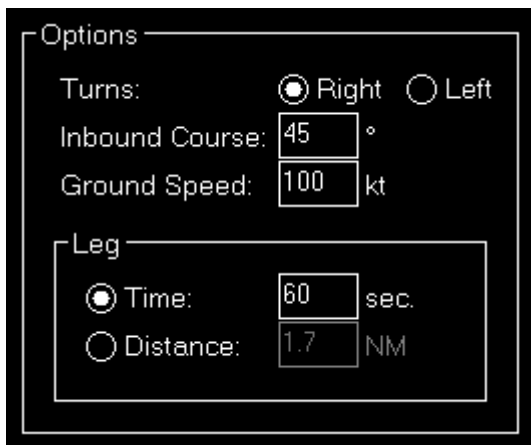 Options
Turns: Right Left
Inbound Course: 45 °
Ground Speed: 100 kt
Leg
Time: 60 sec.
Distance: 1.7 NM